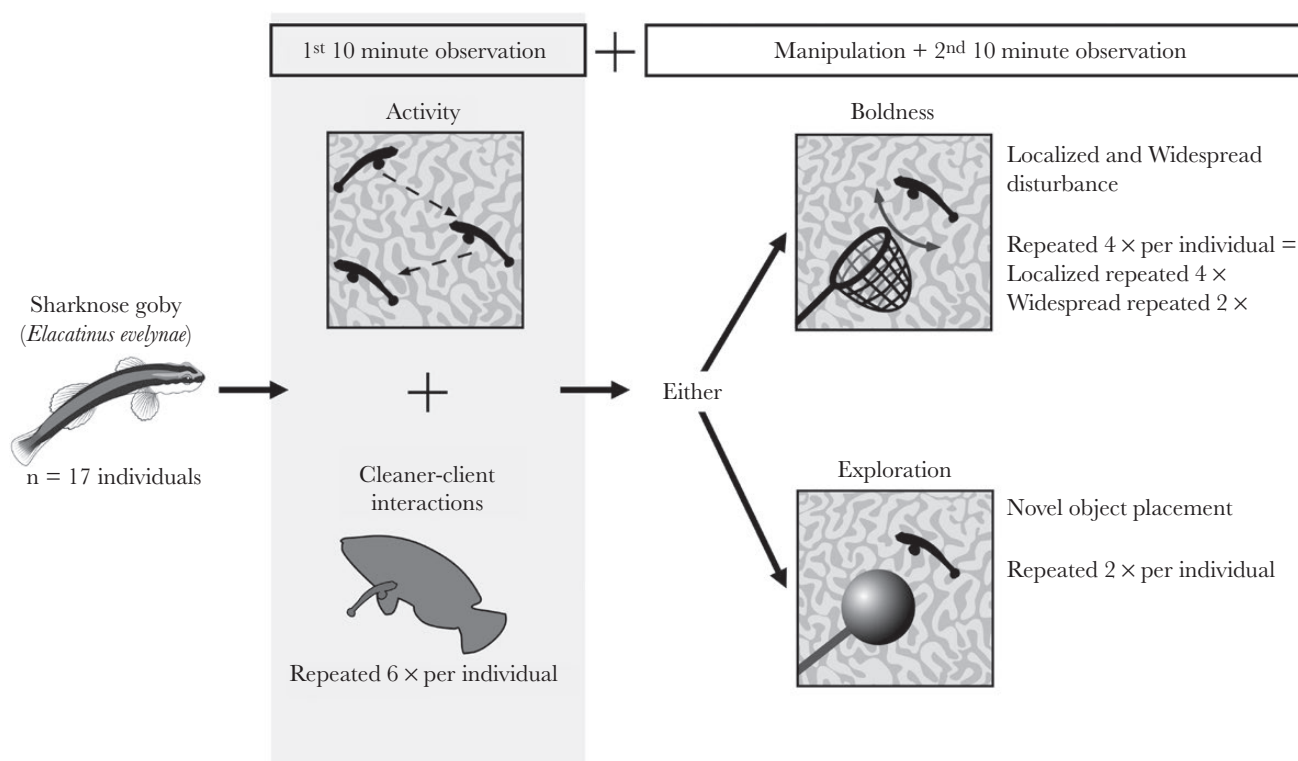 1st 10 minute observation
Manipulation + 2nd 10 minute observation
Activity
Sharknose goby
(Elacatinus evelynae)
n = 17 individuals
Cleaner-client
interactions
Repeated 6 × per individual
Either
Boldness
Localized and Widespread
disturbance
Repeated 4 × per individual =
Localized repeated 4 ×
Widespread repeated 2 ×
Exploration
Novel object placement
Repeated 2 × per individual